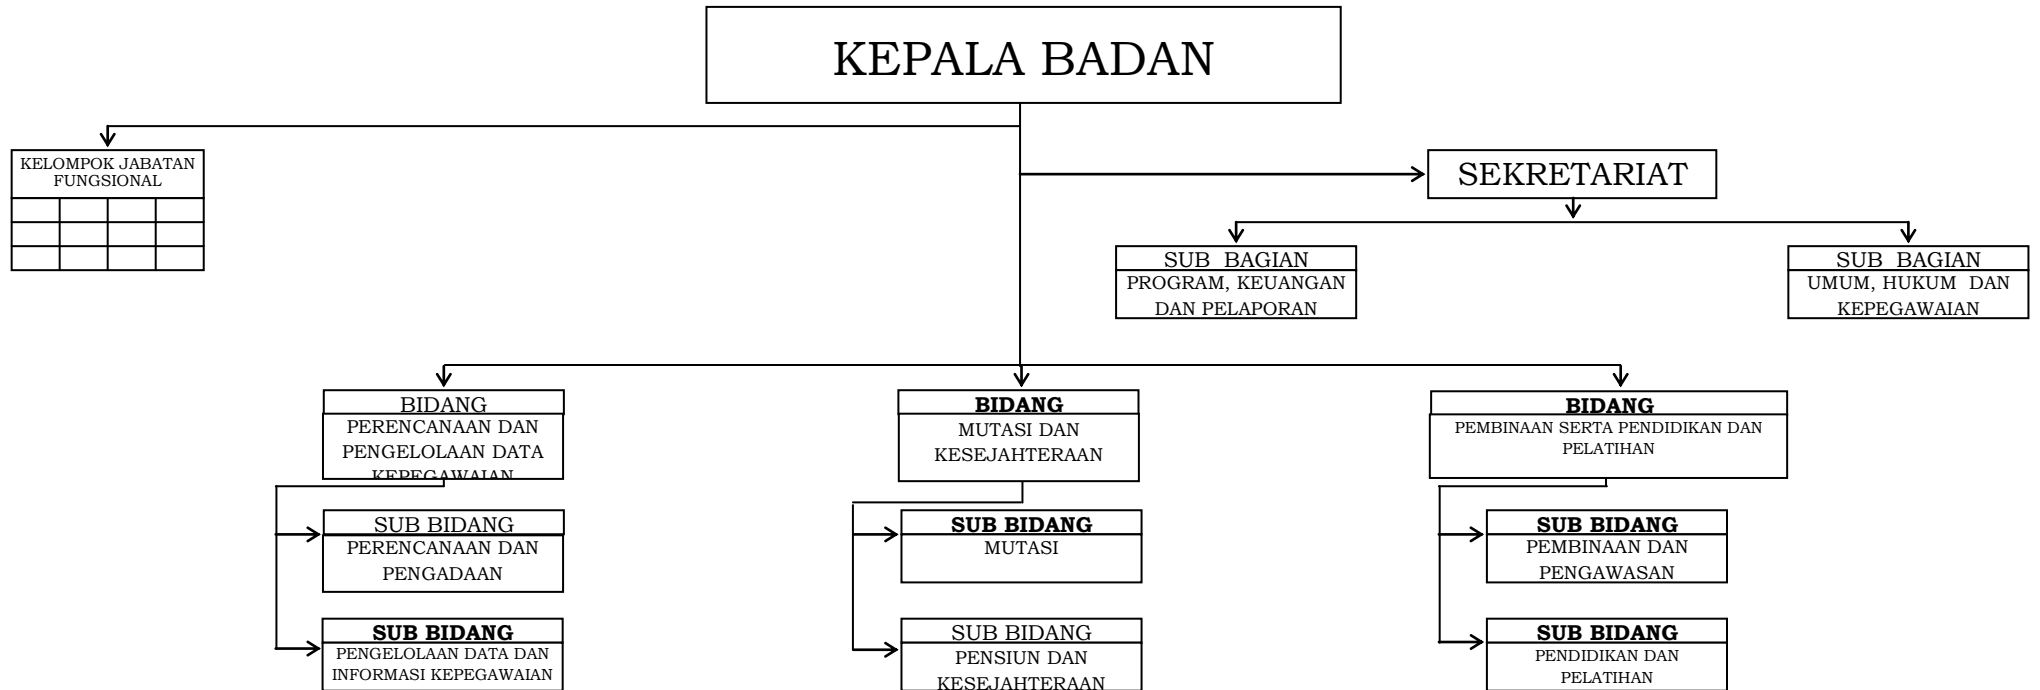 KEPALA BADAN
KELOMPOK JABATAN
FUNGSIONAL
SEKRETARIAT
SUB BAGIAN
PROGRAM, KEUANGAN
DAN PELAPORAN
SUB BAGIAN
UMUM, HUKUM DAN
KEPEGAWAIAN
BIDANG
PERENCANAAN DAN
PENGELOLAAN DATA
KEPEGAWAIAN
BIDANG
MUTASI DAN
KESEJAHTERAAN
BIDANG
PEMBINAAN SERTA PENDIDIKAN DAN
PELATIHAN
SUB BIDANG
PERENCANAAN DAN
PENGADAAN
SUB BIDANG
MUTASI
SUB BIDANG
PEMBINAAN DAN
PENGAWASAN
SUB BIDANG
PENGELOLAAN DATA DAN
INFORMASI KEPEGAWAIAN
SUB BIDANG
PENSIUN DAN
KESEJAHTERAAN
SUB BIDANG
PENDIDIKAN DAN
PELATIHAN